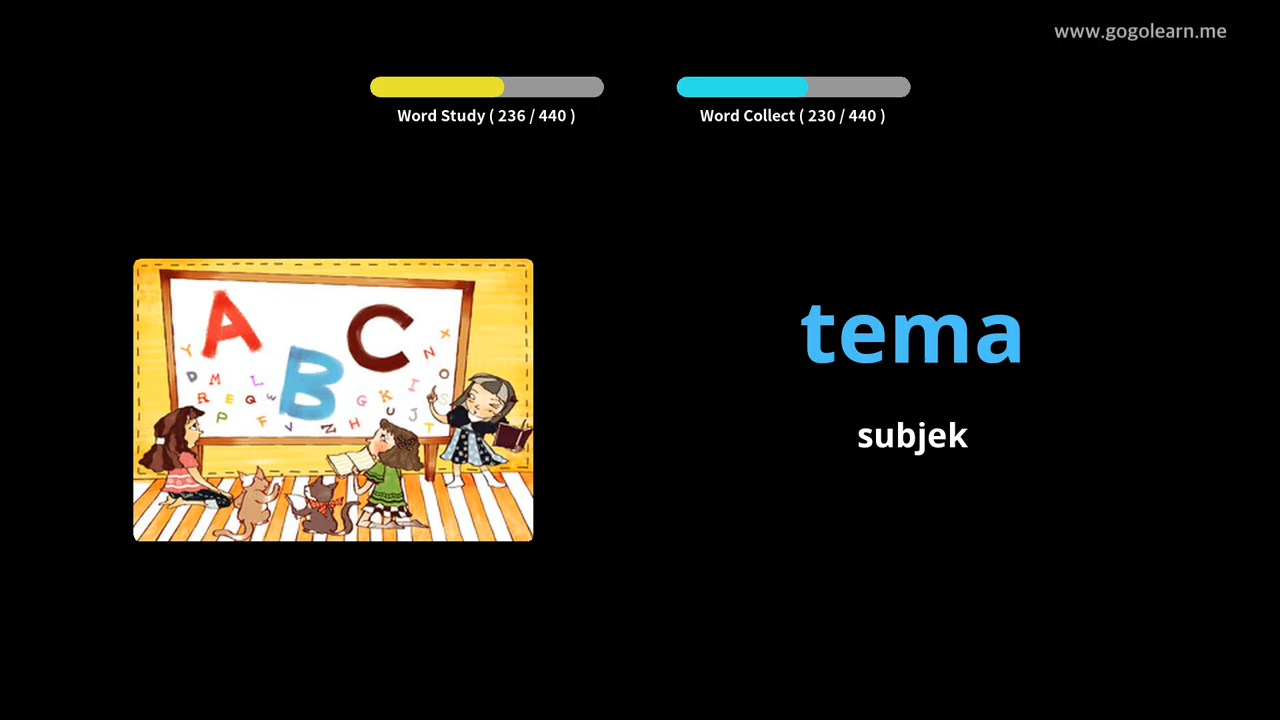 www.gogolearn.me
Word Study ( 236 / 440 )
Word Collect ( 230 / 440 )
A
B
C
X
Y
N
D
M
L
O
I
R
E
Q
W
G
K
S
P
F
V
Z
H
U
J
T
tema
subjek